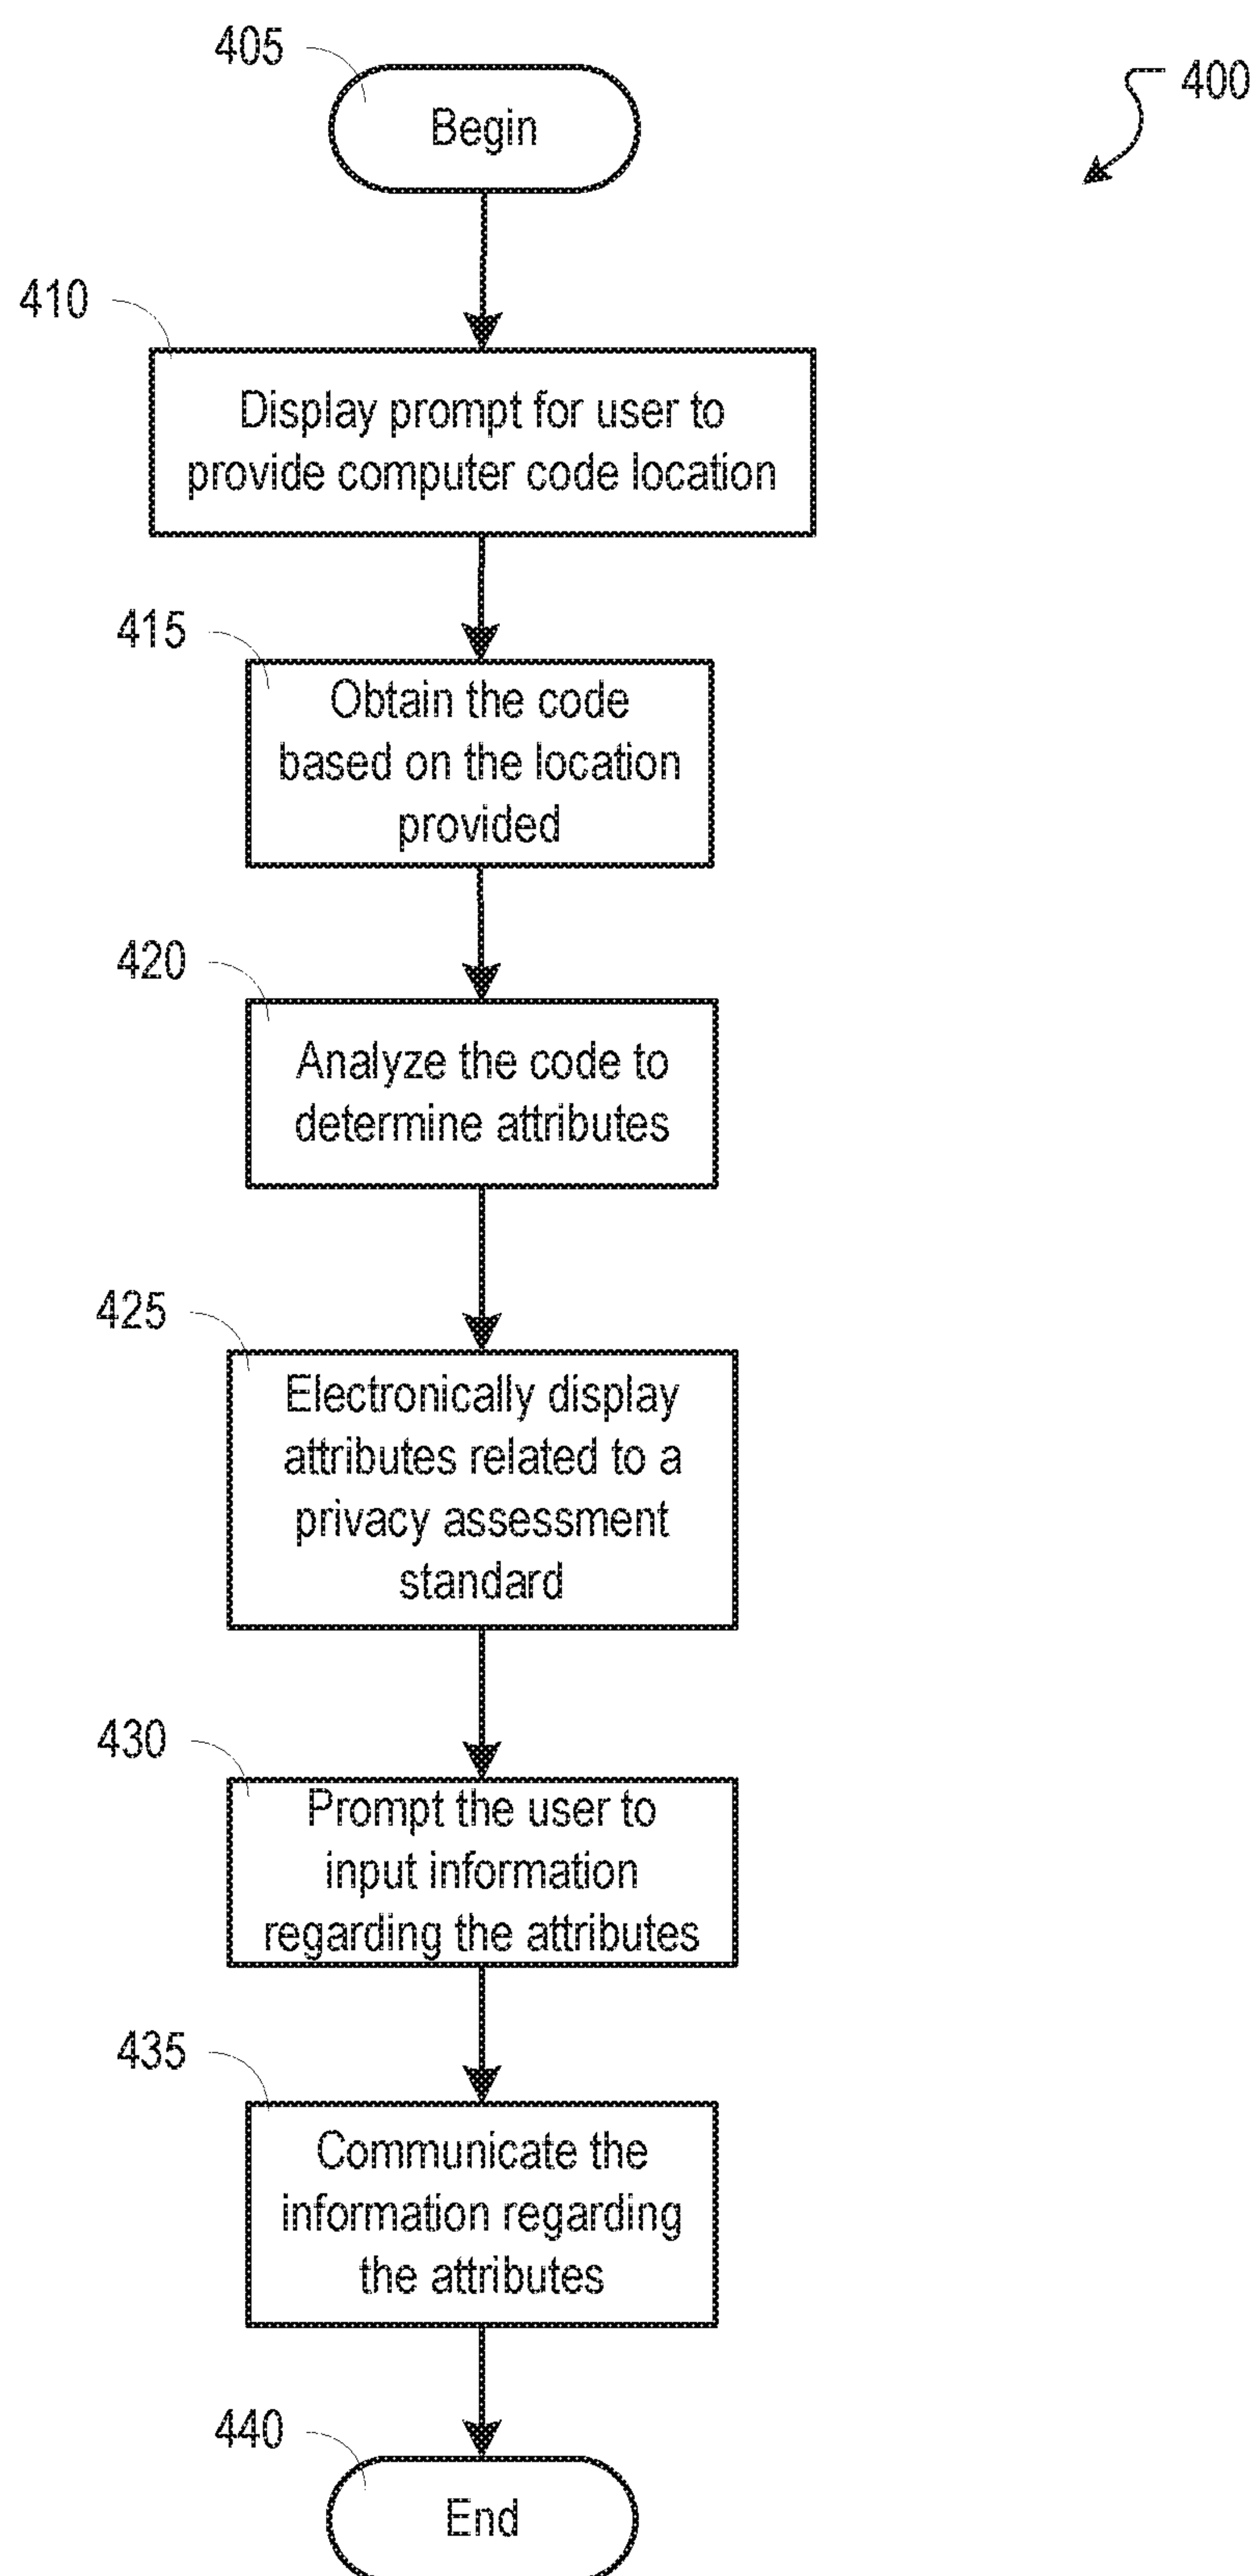 405
Begin
400
410
Display prompt for user to
provide computer code location
415
Obtain the code
based on the location
provided
420
Analyze the code to
determine attributes
425
Electronically display
attributes related to a
privacy assessment
standard
430
Prompt the user to
input information
regarding the attributes
435
Communicate the
information regarding
the attributes
440
End